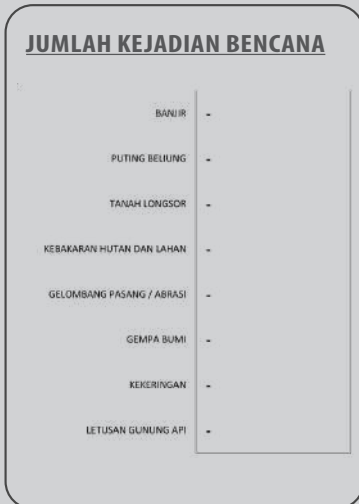 JUMLAH KEJADIAN BENCANA
BANJIR -
PUTING BELIUNG -
TANAH LONGSOR -
KEBAKARAN HUTAN DAN LAHAN -
GELOMBANG PASANG / ABRASI -
GEMPA BUMI -
KEKERINGAN -
LETUSAN GUNUNG API -